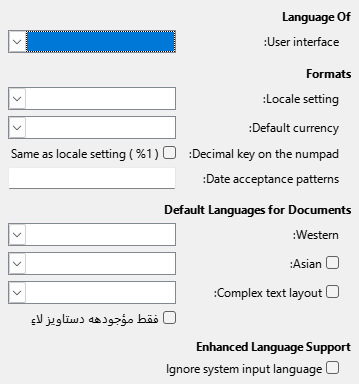 Language Of
User interface:
Formats
Locale setting:
Default currency:
Decimal key on the numpad: Same as locale setting ( %1 )
Date acceptance patterns:
Default Languages for Documents
Western:
Asian:
Complex text layout:
فقط مؤجودهه دستاويز لاءِ
Enhanced Language Support
Ignore system input language